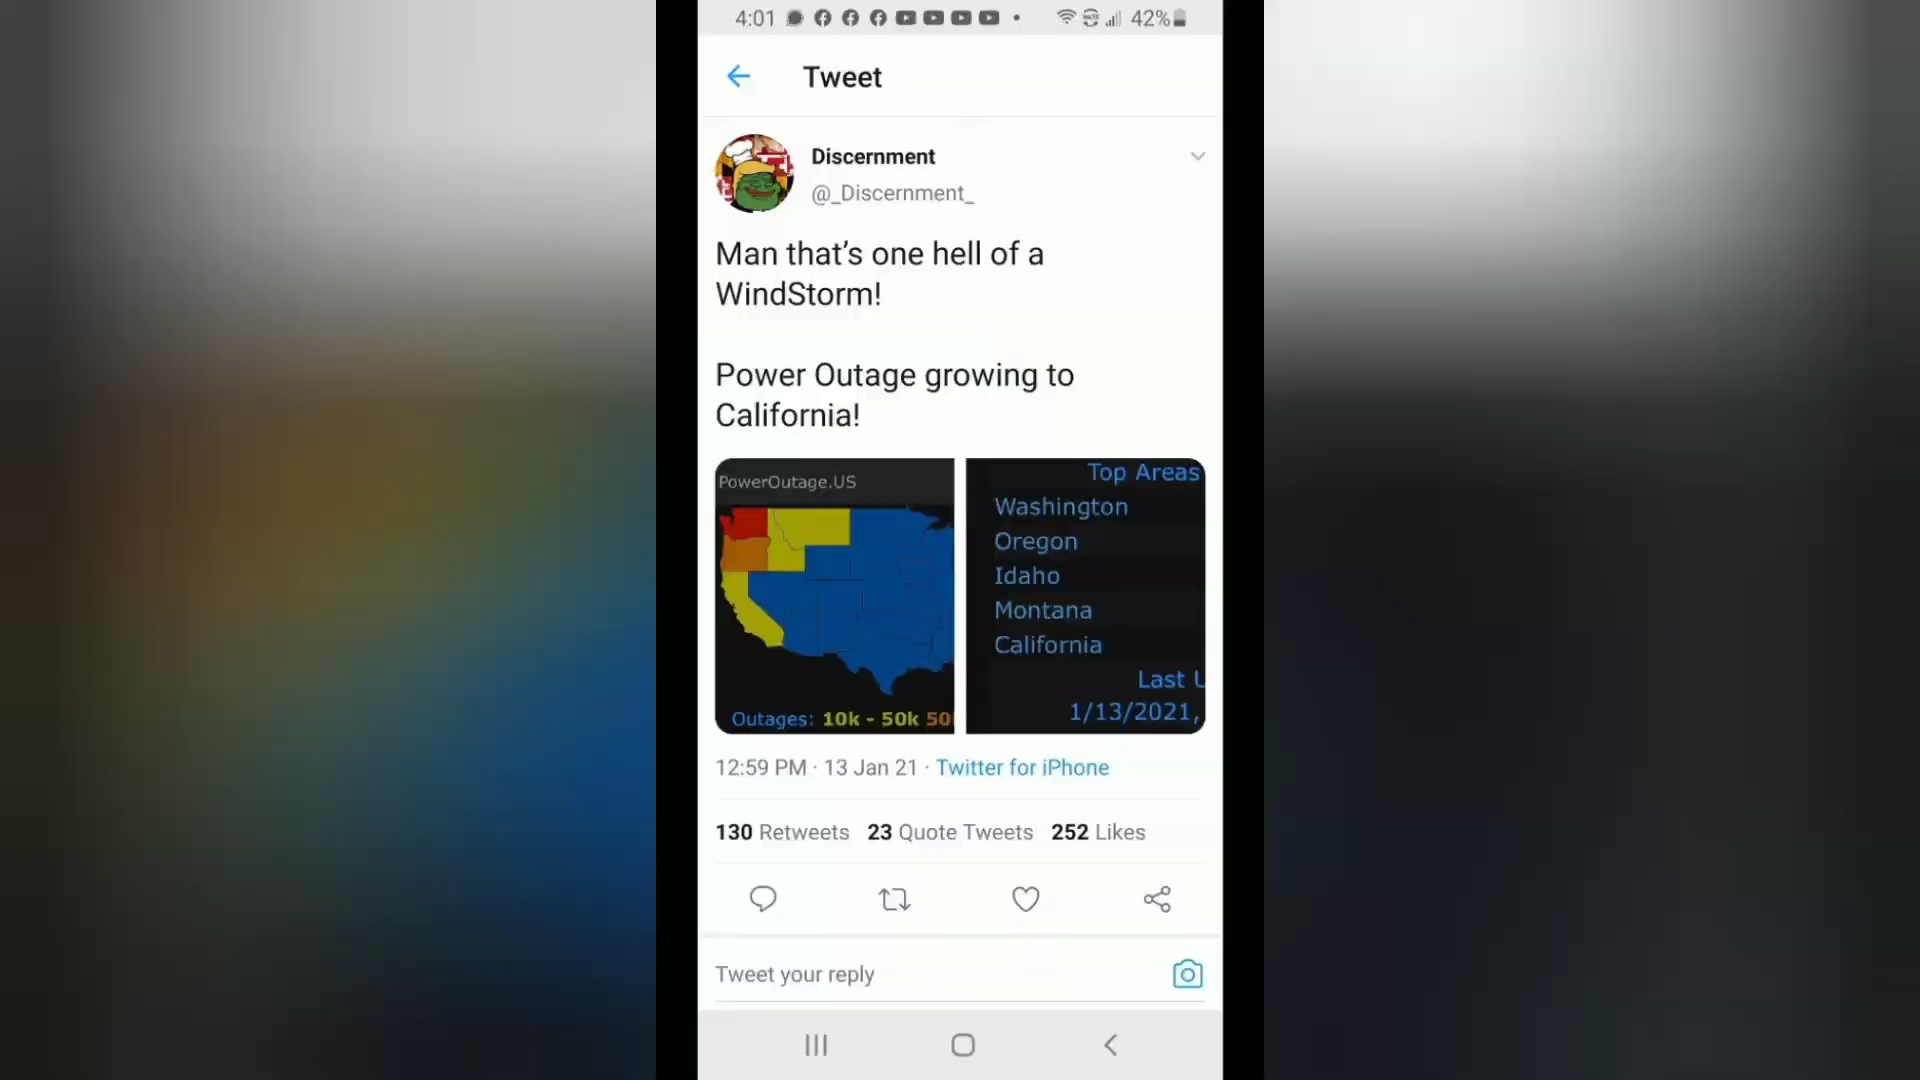 4:01
42%
Tweet
Discernment
@_Discernment_
Man that’s one hell of a
WindStorm!
Power Outage growing to
California!
PowerOutage.US
Outages: 10k - 50k 50
Top Areas
Washington
Oregon
Idaho
Montana
California
Last U
1/13/2021,
12:59 PM · 13 Jan 21 · Twitter for iPhone
130 Retweets 23 Quote Tweets 252 Likes
Tweet your reply